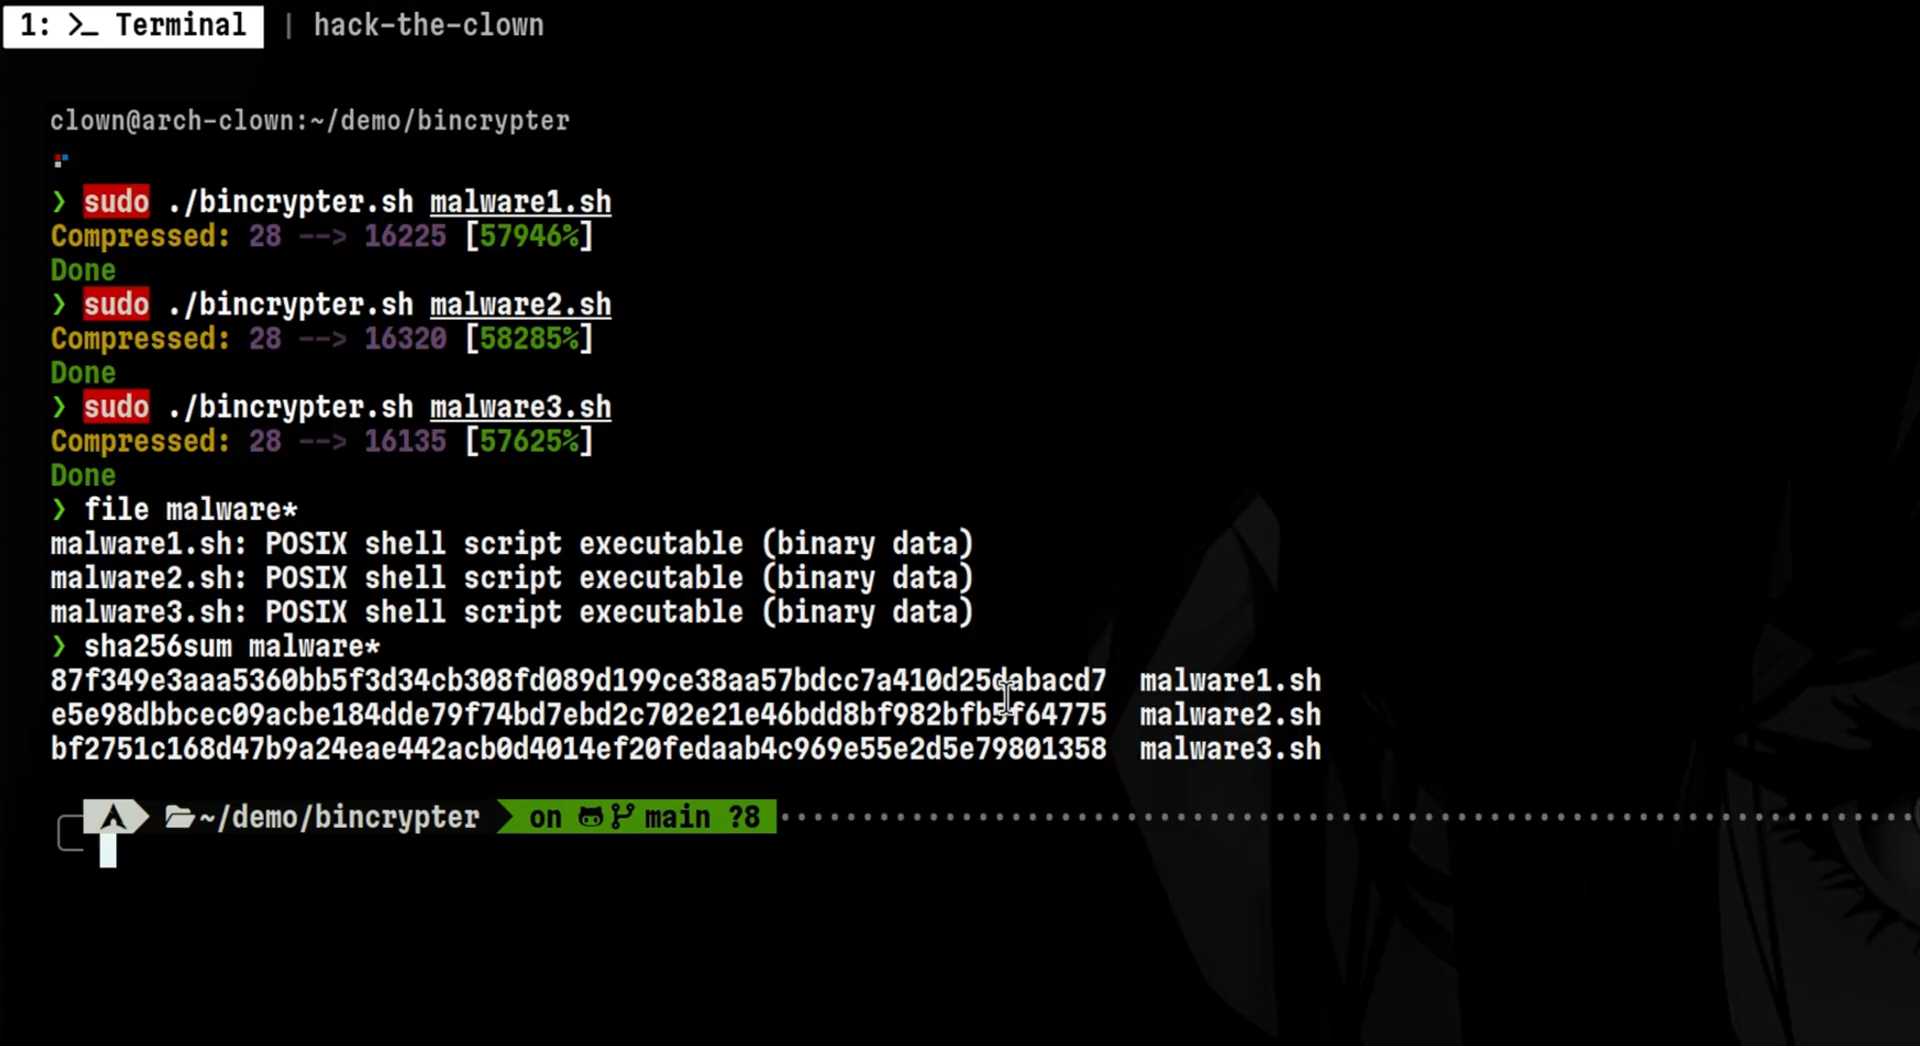 1: >_ Terminal | hack-the-clown
clown@arch-clown:~/demo/bincrypter
❯ sudo ./bincrypter.sh malware1.sh
Compressed: 28 --> 16225 [57946%]
Done
❯ sudo ./bincrypter.sh malware2.sh
Compressed: 28 --> 16320 [58285%]
Done
❯ sudo ./bincrypter.sh malware3.sh
Compressed: 28 --> 16135 [57625%]
Done
❯ file malware*
malware1.sh: POSIX shell script executable (binary data)
malware2.sh: POSIX shell script executable (binary data)
malware3.sh: POSIX shell script executable (binary data)
❯ sha256sum malware*
87f349e3aaa5360bb5f3d34cb308fd089d199ce38aa57bdcc7a410d25dabacd7  malware1.sh
e5e98dbbcec09acbe184dde79f74bd7ebd2c702e21e46bdd8bf982bfb5f64775  malware2.sh
bf2751c168d47b9a24eae442acb0d4014ef20fedaab4c969e55e2d5e79801358  malware3.sh
~/demo/bincrypter on main ?8